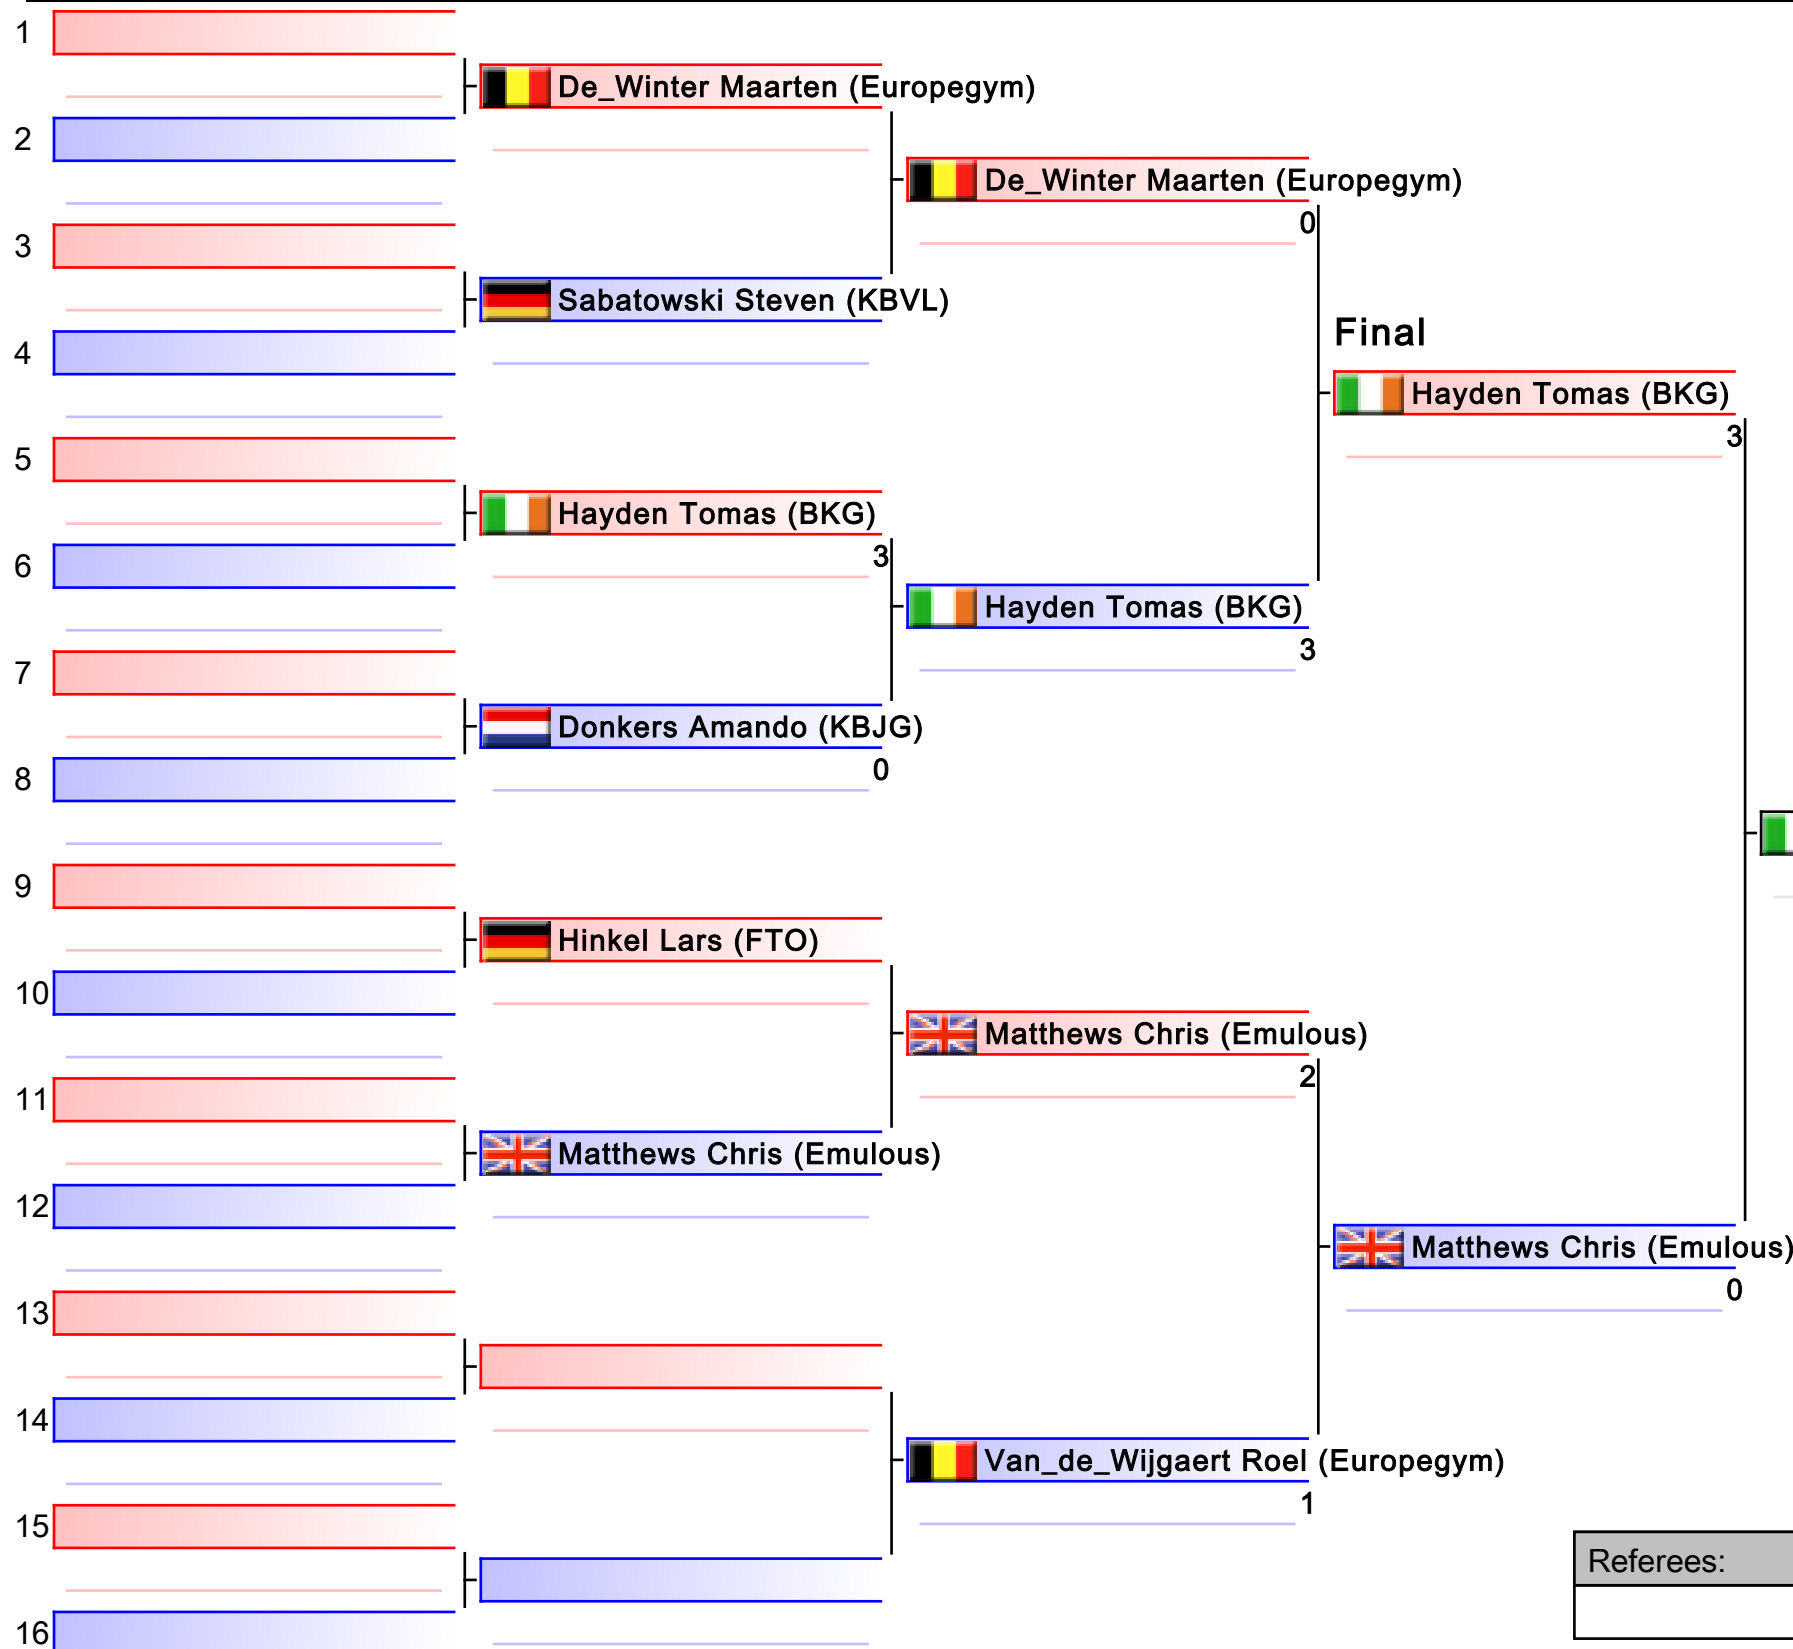 1
De_Winter Maarten (Europegym)
2
De_Winter Maarten (Europegym)
0
3
Sabatowski Steven (KBVL)
Final
4
Hayden Tomas (BKG)
3
5
Hayden Tomas (BKG)
3
6
Hayden Tomas (BKG)
3
7
Donkers Amando (KBJG)
0
8
9
Hinkel Lars (FTO)
10
Matthews Chris (Emulous)
2
11
Matthews Chris (Emulous)
12
Matthews Chris (Emulous)
0
13
14
Van_de_Wijgaert Roel (Europegym)
1
15
Referees:
16